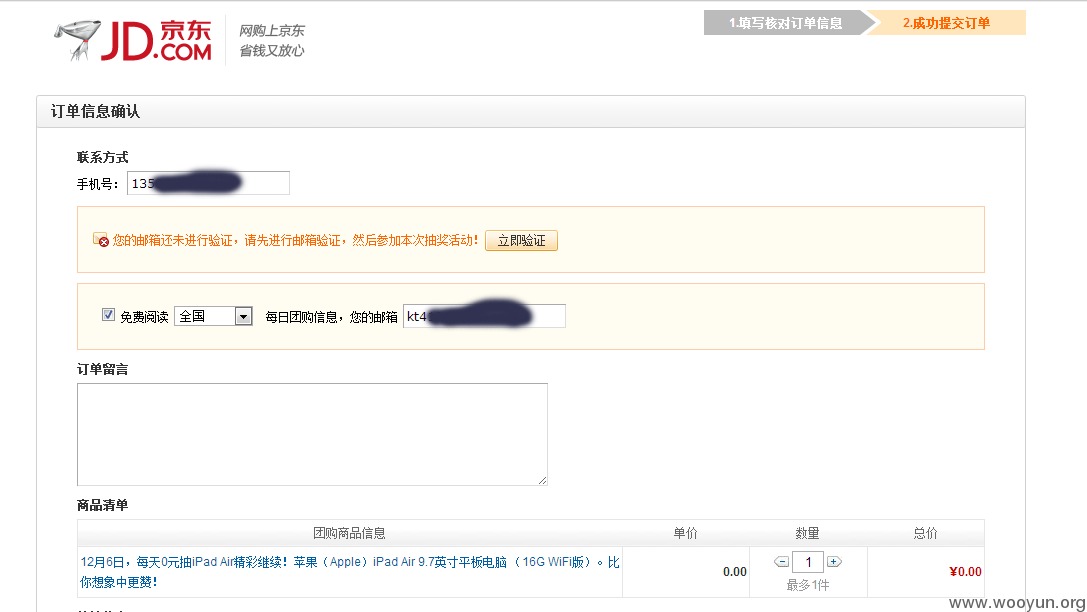 JD 京东
.COM
网购上京东
省钱又放心
1.填写核对订单信息
2.成功提交订单
订单信息确认
联系方式
手机号： 135
您的邮箱还未进行验证，请先进行邮箱验证，然后参加本次抽奖活动！ 立即验证
免费阅读 全国 每日团购信息，您的邮箱 kt4
订单留言
商品清单
团购商品信息 单价 数量 总价
12月6日，每天0元抽iPad Air精彩继续！苹果（Apple）iPad Air 9.7英寸平板电脑 （16G WiFi版）。比
你想象中更赞！
0.00
1
最多1件
¥0.00
www.wooyun.org